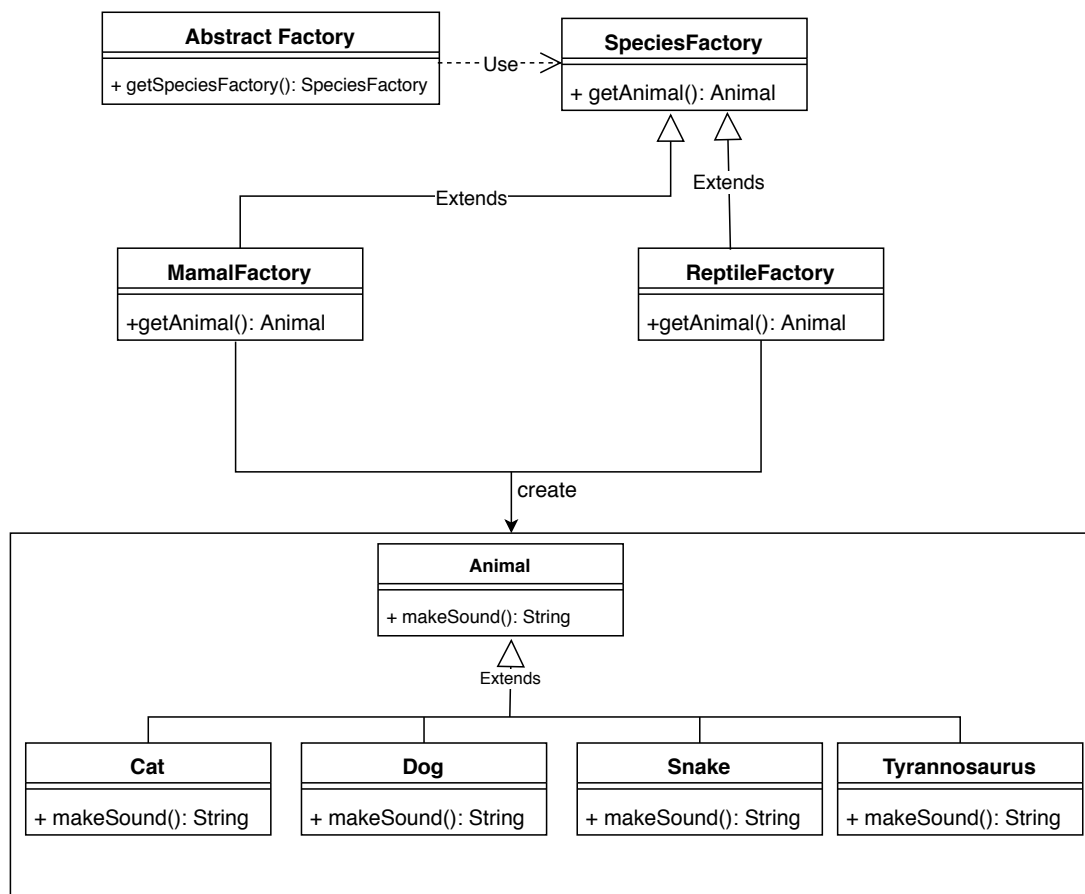 Abstract Factory
+ getSpeciesFactory(): SpeciesFactory
Use
SpeciesFactory
+ getAnimal(): Animal
Extends
Extends
MamalFactory
+getAnimal(): Animal
ReptileFactory
+getAnimal(): Animal
create
Animal
+ makeSound(): String
Extends
Cat
+ makeSound(): String
Dog
+ makeSound(): String
Snake
+ makeSound(): String
Tyrannosaurus
+ makeSound(): String